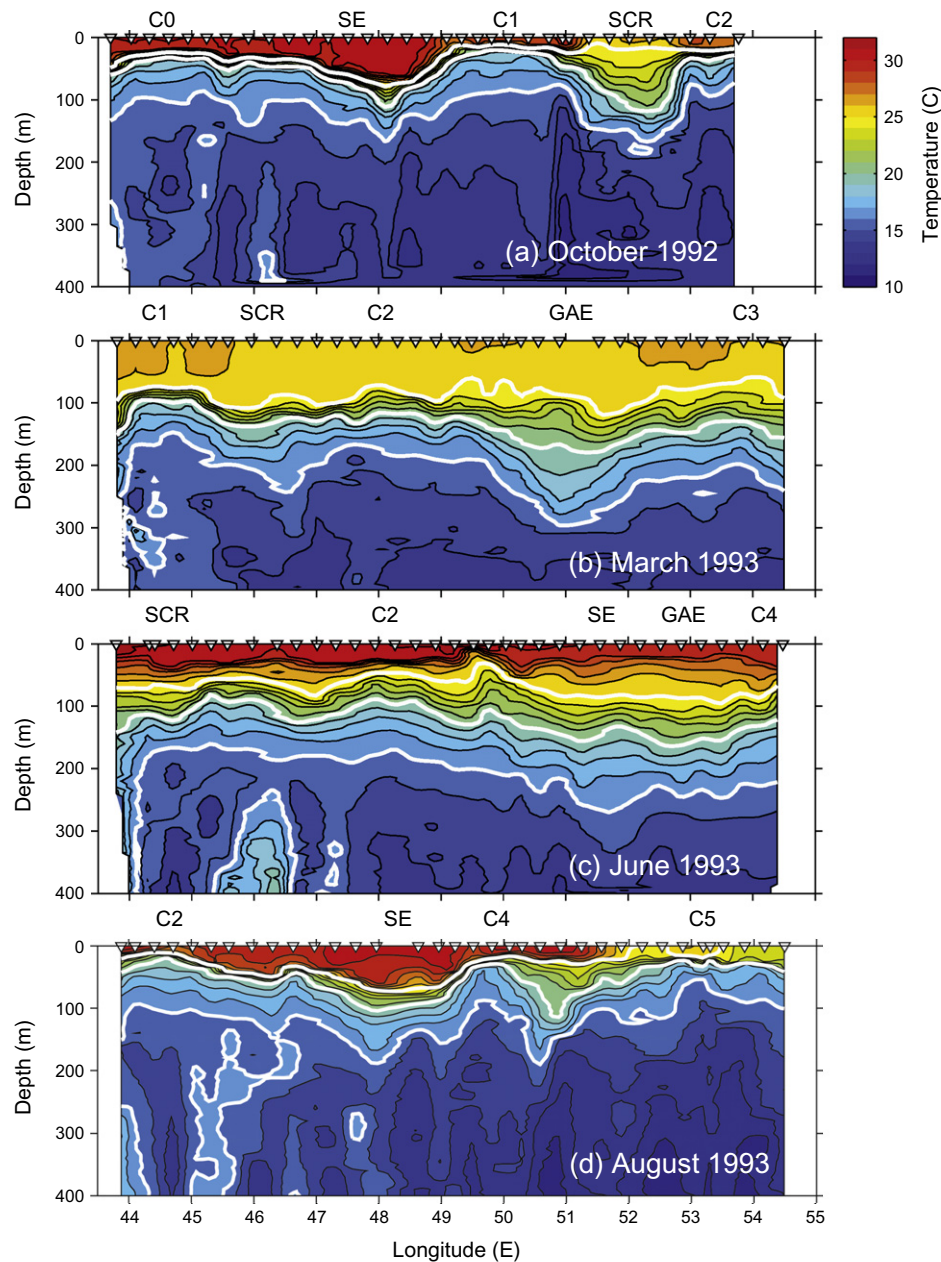 C0 SE C1 SCR C2
0
100
200
300
400
Depth (m)
(a) October 1992
30
25
20
15
10
Temperature (C)
C1 SCR C2 GAE C3
0
100
200
300
400
Depth (m)
(b) March 1993
SCR C2 SE GAE C4
0
100
200
300
400
Depth (m)
(c) June 1993
C2 SE C4 C5
0
100
200
300
400
Depth (m)
(d) August 1993
44 45 46 47 48 49 50 51 52 53 54 55
Longitude (E)